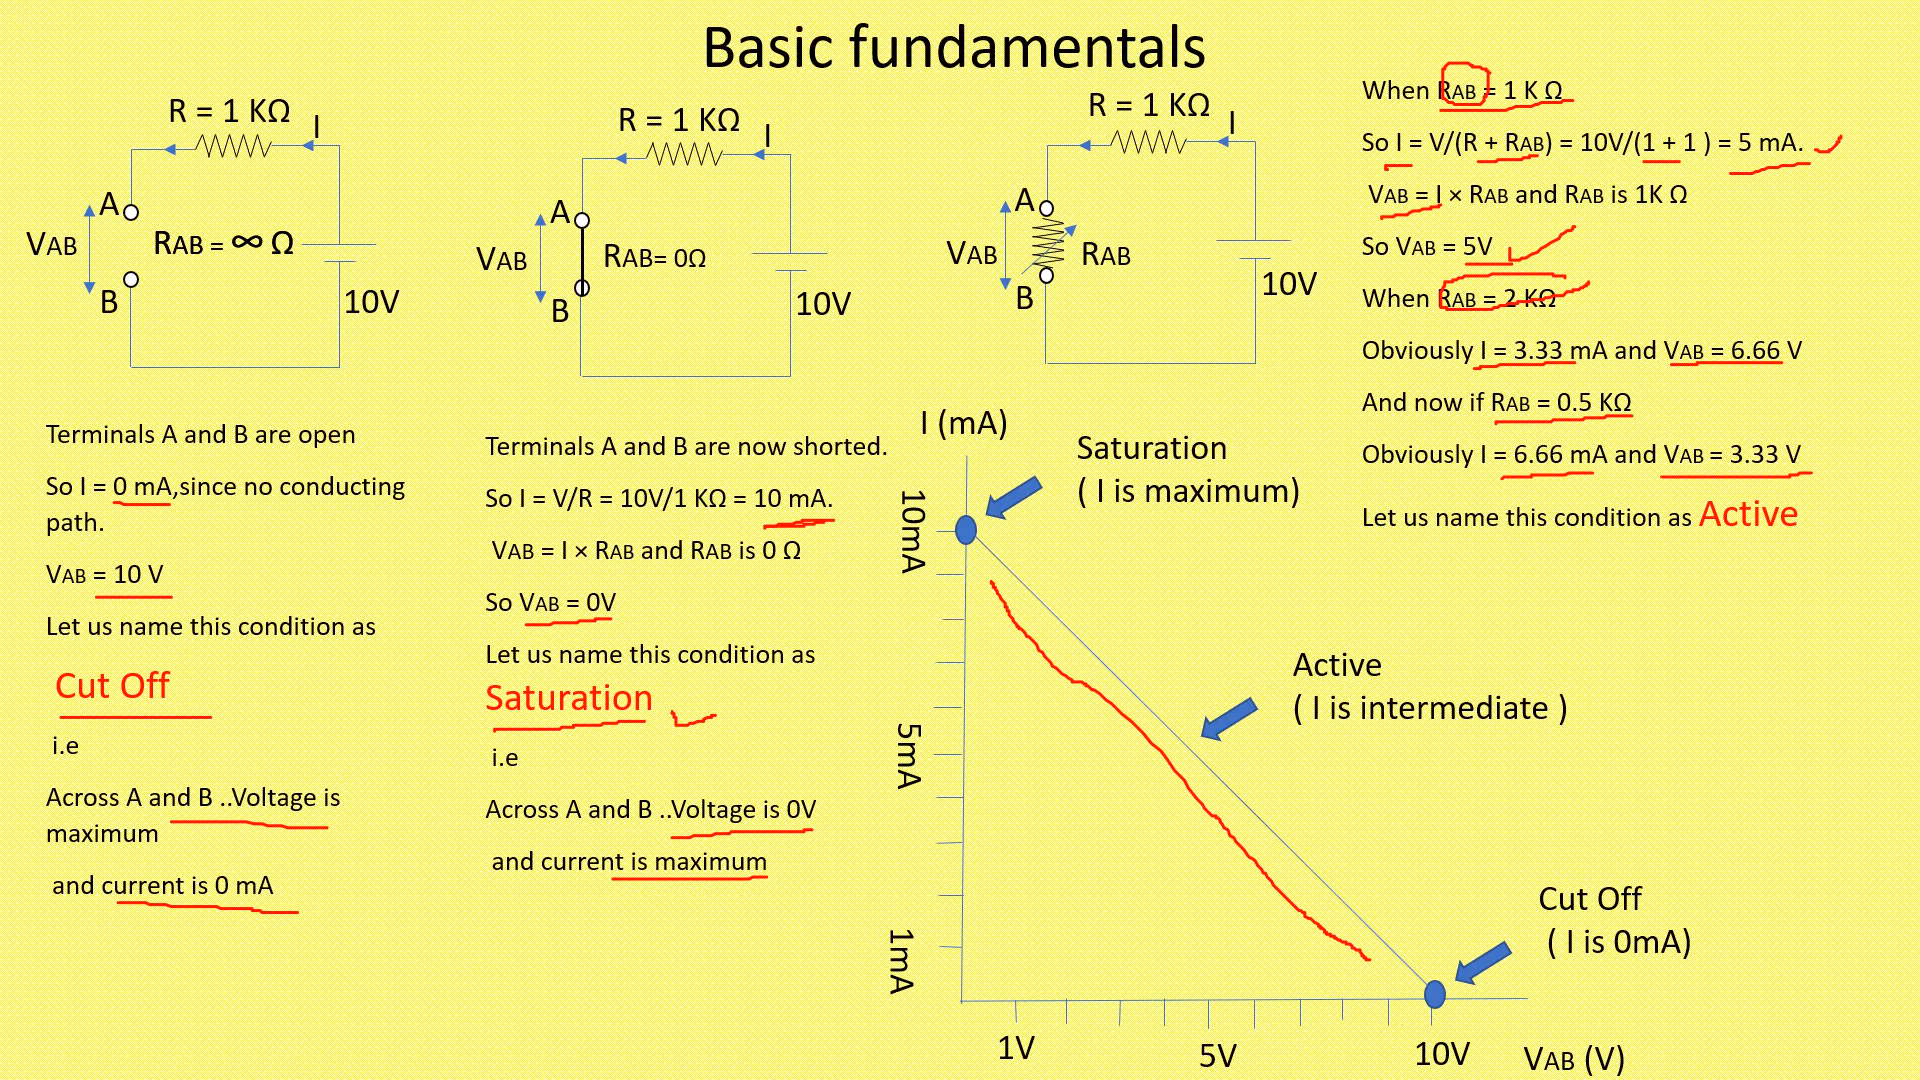 Basic fundamentals
R = 1 KΩ
I
A
VAB
RAB = ∞ Ω
B
10V
Terminals A and B are open
So I = 0 mA,since no conducting
path.
VAB = 10 V
Let us name this condition as
Cut Off
i.e
Across A and B ..Voltage is
maximum
and current is 0 mA
R = 1 KΩ
I
A
VAB
RAB= 0Ω
B
10V
Terminals A and B are now shorted.
So I = V/R = 10V/1 KΩ = 10 mA.
VAB = I × RAB and RAB is 0 Ω
So VAB = 0V
Let us name this condition as
Saturation
i.e
Across A and B ..Voltage is 0V
and current is maximum
R = 1 KΩ
I
A
VAB
RAB
B
10V
When RAB = 1 K Ω
So I = V/(R + RAB) = 10V/(1 + 1 ) = 5 mA.
VAB = I × RAB and RAB is 1K Ω
So VAB = 5V
When RAB = 2 KΩ
Obviously I = 3.33 mA and VAB = 6.66 V
And now if RAB = 0.5 KΩ
Obviously I = 6.66 mA and VAB = 3.33 V
Let us name this condition as Active
I (mA)
Saturation
( I is maximum)
10mA
Active
( I is intermediate )
5mA
Cut Off
( I is 0mA)
1mA
1V
5V
10V
VAB (V)